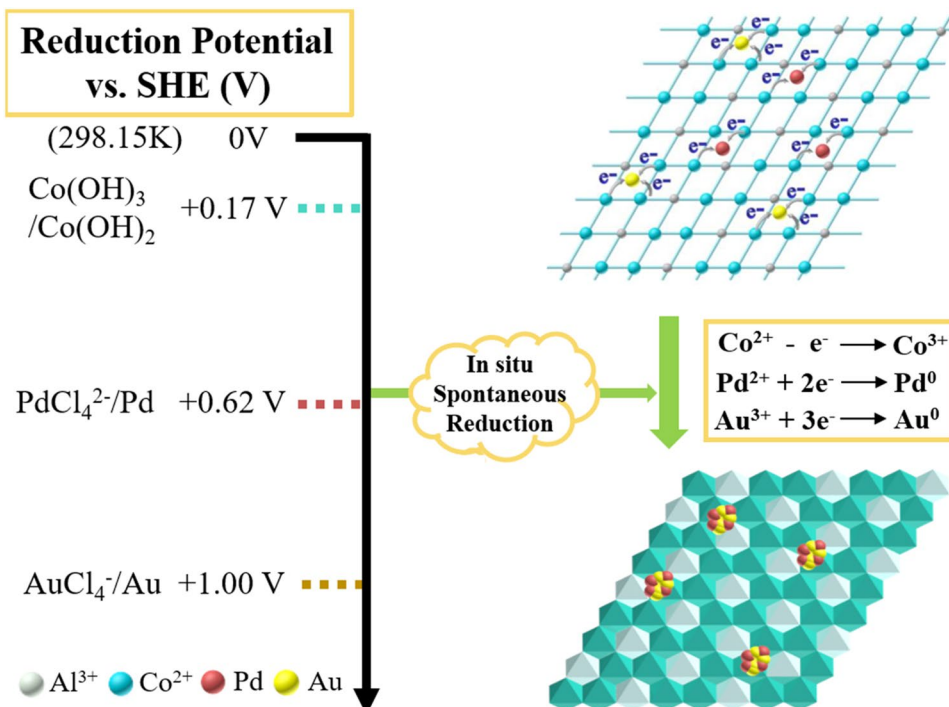 Reduction Potential
vs. SHE (V)
(298.15K) 0V
Co(OH)₃
/Co(OH)₂ +0.17 V
PdCl₄²⁻/Pd +0.62 V
AuCl₄⁻/Au +1.00 V
Al³⁺ Co²⁺ Pd Au
In situ
Spontaneous
Reduction
e⁻ e⁻
e⁻ e⁻
e⁻ e⁻
e⁻
e⁻ e⁻ e⁻
e⁻ e⁻
e⁻ e⁻
e⁻ e⁻
Co²⁺ - e⁻ → Co³⁺
Pd²⁺ + 2e⁻ → Pd⁰
Au³⁺ + 3e⁻ → Au⁰